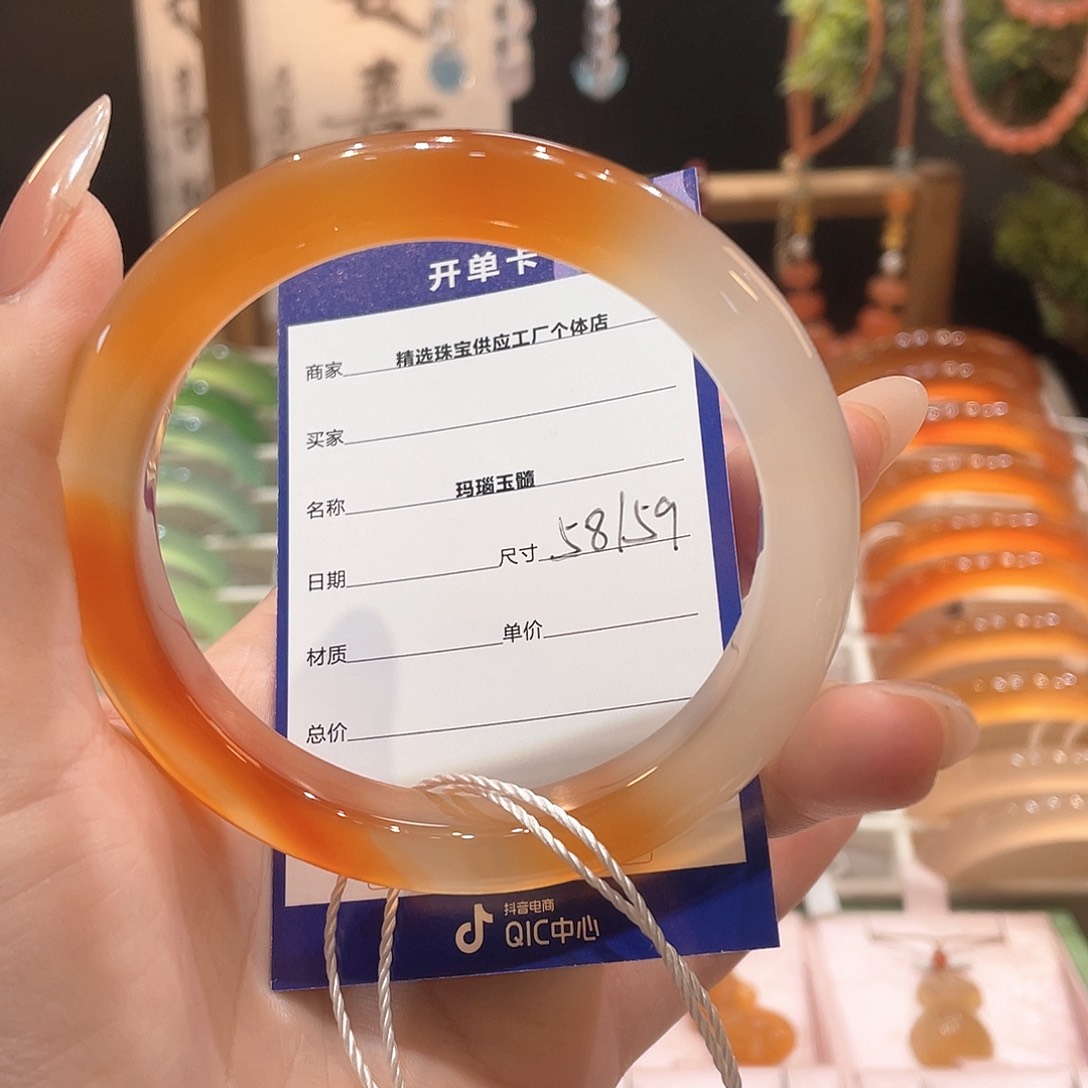 喜
开单卡
商家 精选珠宝供应工厂个体店
买家
名称 玛瑙玉髓
尺寸 58/59
日期
单价
材质
总价
抖音电商
QIC中心